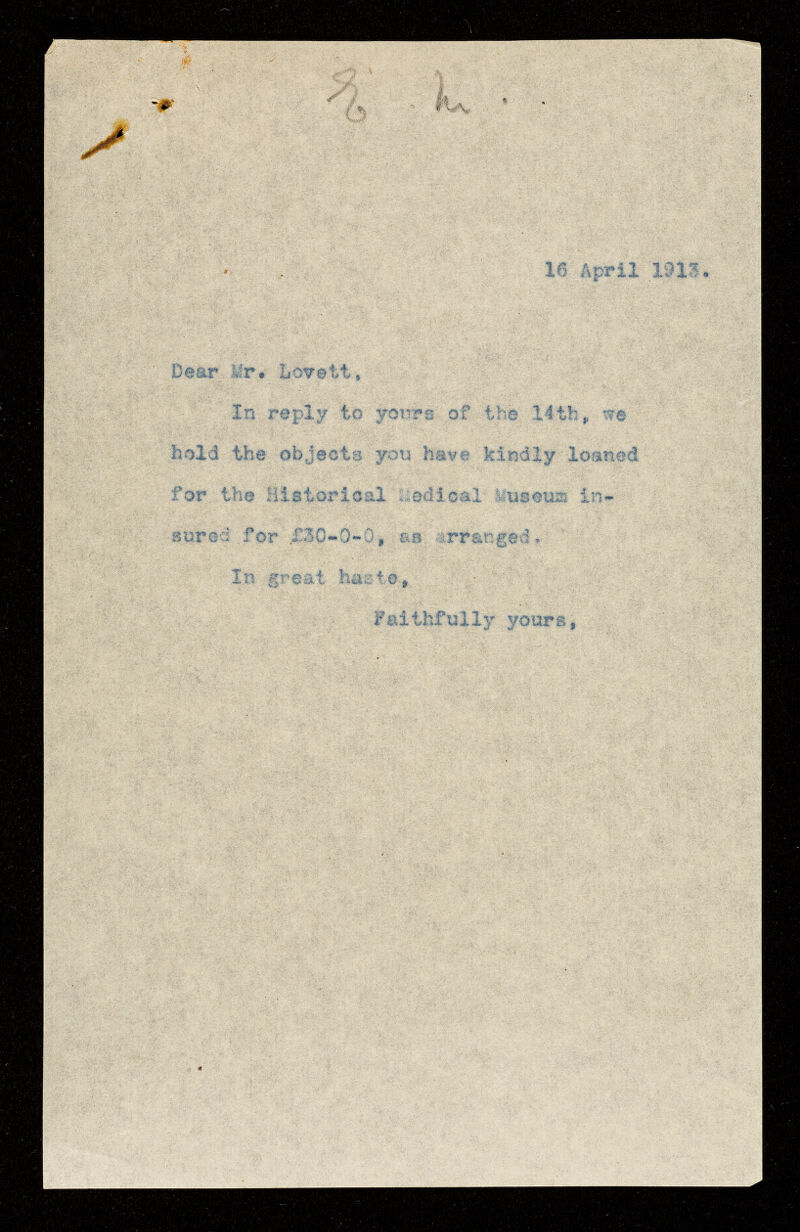 E. M.
16 April 1913.
Dear Mr. Lovett,
In reply to yours of the 14th, we
hold the objects you have kindly loaned
for the Historical Medical Museum in-
sured for £30-0-0, as arranged.
In great haste,
Faithfully yours,